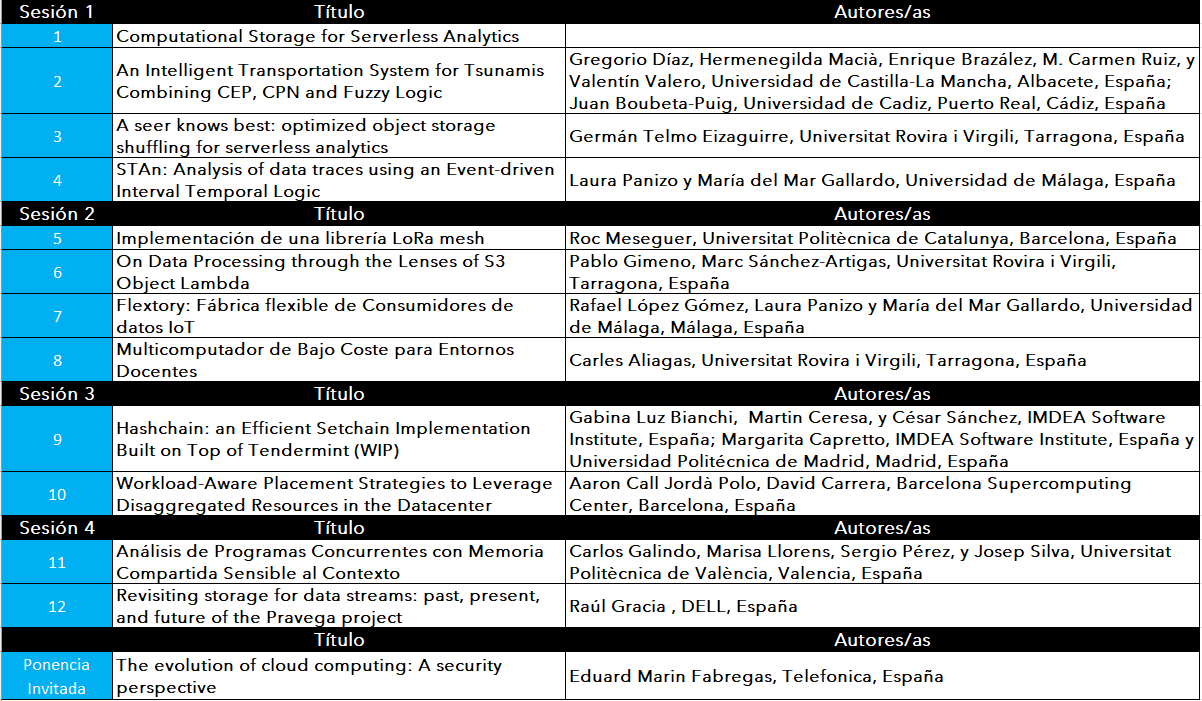 Sesión 1 Título Autores/as
1 Computational Storage for Serverless Analytics
2 An Intelligent Transportation System for Tsunamis
Combining CEP, CPN and Fuzzy Logic
Gregorio Díaz, Hermenegilda Macià, Enrique Brazález, M. Carmen Ruiz, y
Valentín Valero, Universidad de Castilla-La Mancha, Albacete, España;
Juan Boubeta-Puig, Universidad de Cadiz, Puerto Real, Cádiz, España
3 A seer knows best: optimized object storage
shuffling for serverless analytics
Germán Telmo Eizaguirre, Universitat Rovira i Virgili, Tarragona, España
4 STAn: Analysis of data traces using an Event-driven
Interval Temporal Logic
Laura Panizo y María del Mar Gallardo, Universidad de Málaga, España
Sesión 2 Título Autores/as
5 Implementación de una librería LoRa mesh
Roc Meseguer, Universitat Politècnica de Catalunya, Barcelona, España
6 On Data Processing through the Lenses of S3
Object Lambda
Pablo Gimeno, Marc Sánchez-Artigas, Universitat Rovira i Virgili,
Tarragona, España
7 Flextory: Fábrica flexible de Consumidores de
datos IoT
Rafael López Gómez, Laura Panizo y María del Mar Gallardo, Universidad
de Málaga, Málaga, España
8 Multicomputador de Bajo Coste para Entornos
Docentes
Carles Aliagas, Universitat Rovira i Virgili, Tarragona, España
Sesión 3 Título Autores/as
9 Hashchain: an Efficient Setchain Implementation
Built on Top of Tendermint (WIP)
Gabina Luz Bianchi, Martin Ceresa, y César Sánchez, IMDEA Software
Institute, España; Margarita Capretto, IMDEA Software Institute, España y
Universidad Politécnica de Madrid, Madrid, España
10 Workload-Aware Placement Strategies to Leverage
Disaggregated Resources in the Datacenter
Aaron Call Jordà Polo, David Carrera, Barcelona Supercomputing
Center, Barcelona, España
Sesión 4 Título Autores/as
11 Análisis de Programas Concurrentes con Memoria
Compartida Sensible al Contexto
Carlos Galindo, Marisa Llorens, Sergio Pérez, y Josep Silva, Universitat
Politècnica de València, Valencia, España
12 Revisiting storage for data streams: past, present,
and future of the Pravega project
Raúl Gracia , DELL, España
Título Autores/as
Ponencia
Invitada
The evolution of cloud computing: A security
perspective
Eduard Marin Fabregas, Telefonica, España